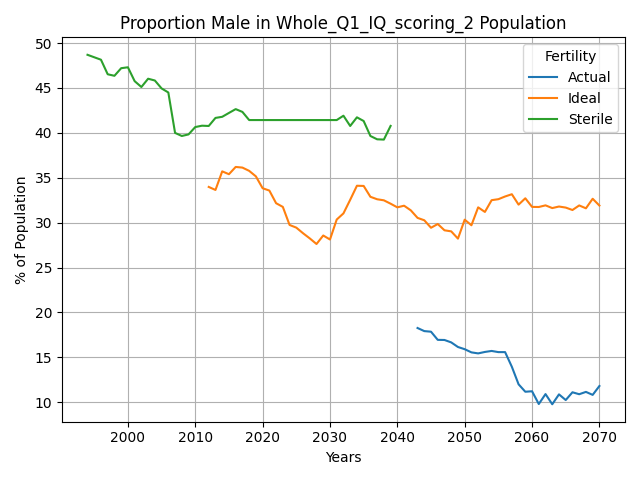 Proportion Male in Whole_Q1_IQ_scoring_2 Population
% of Population
50
45
40
35
30
25
20
15
10
Fertility
Actual
Ideal
Sterile
2000 2010 2020 2030 2040 2050 2060 2070
Years